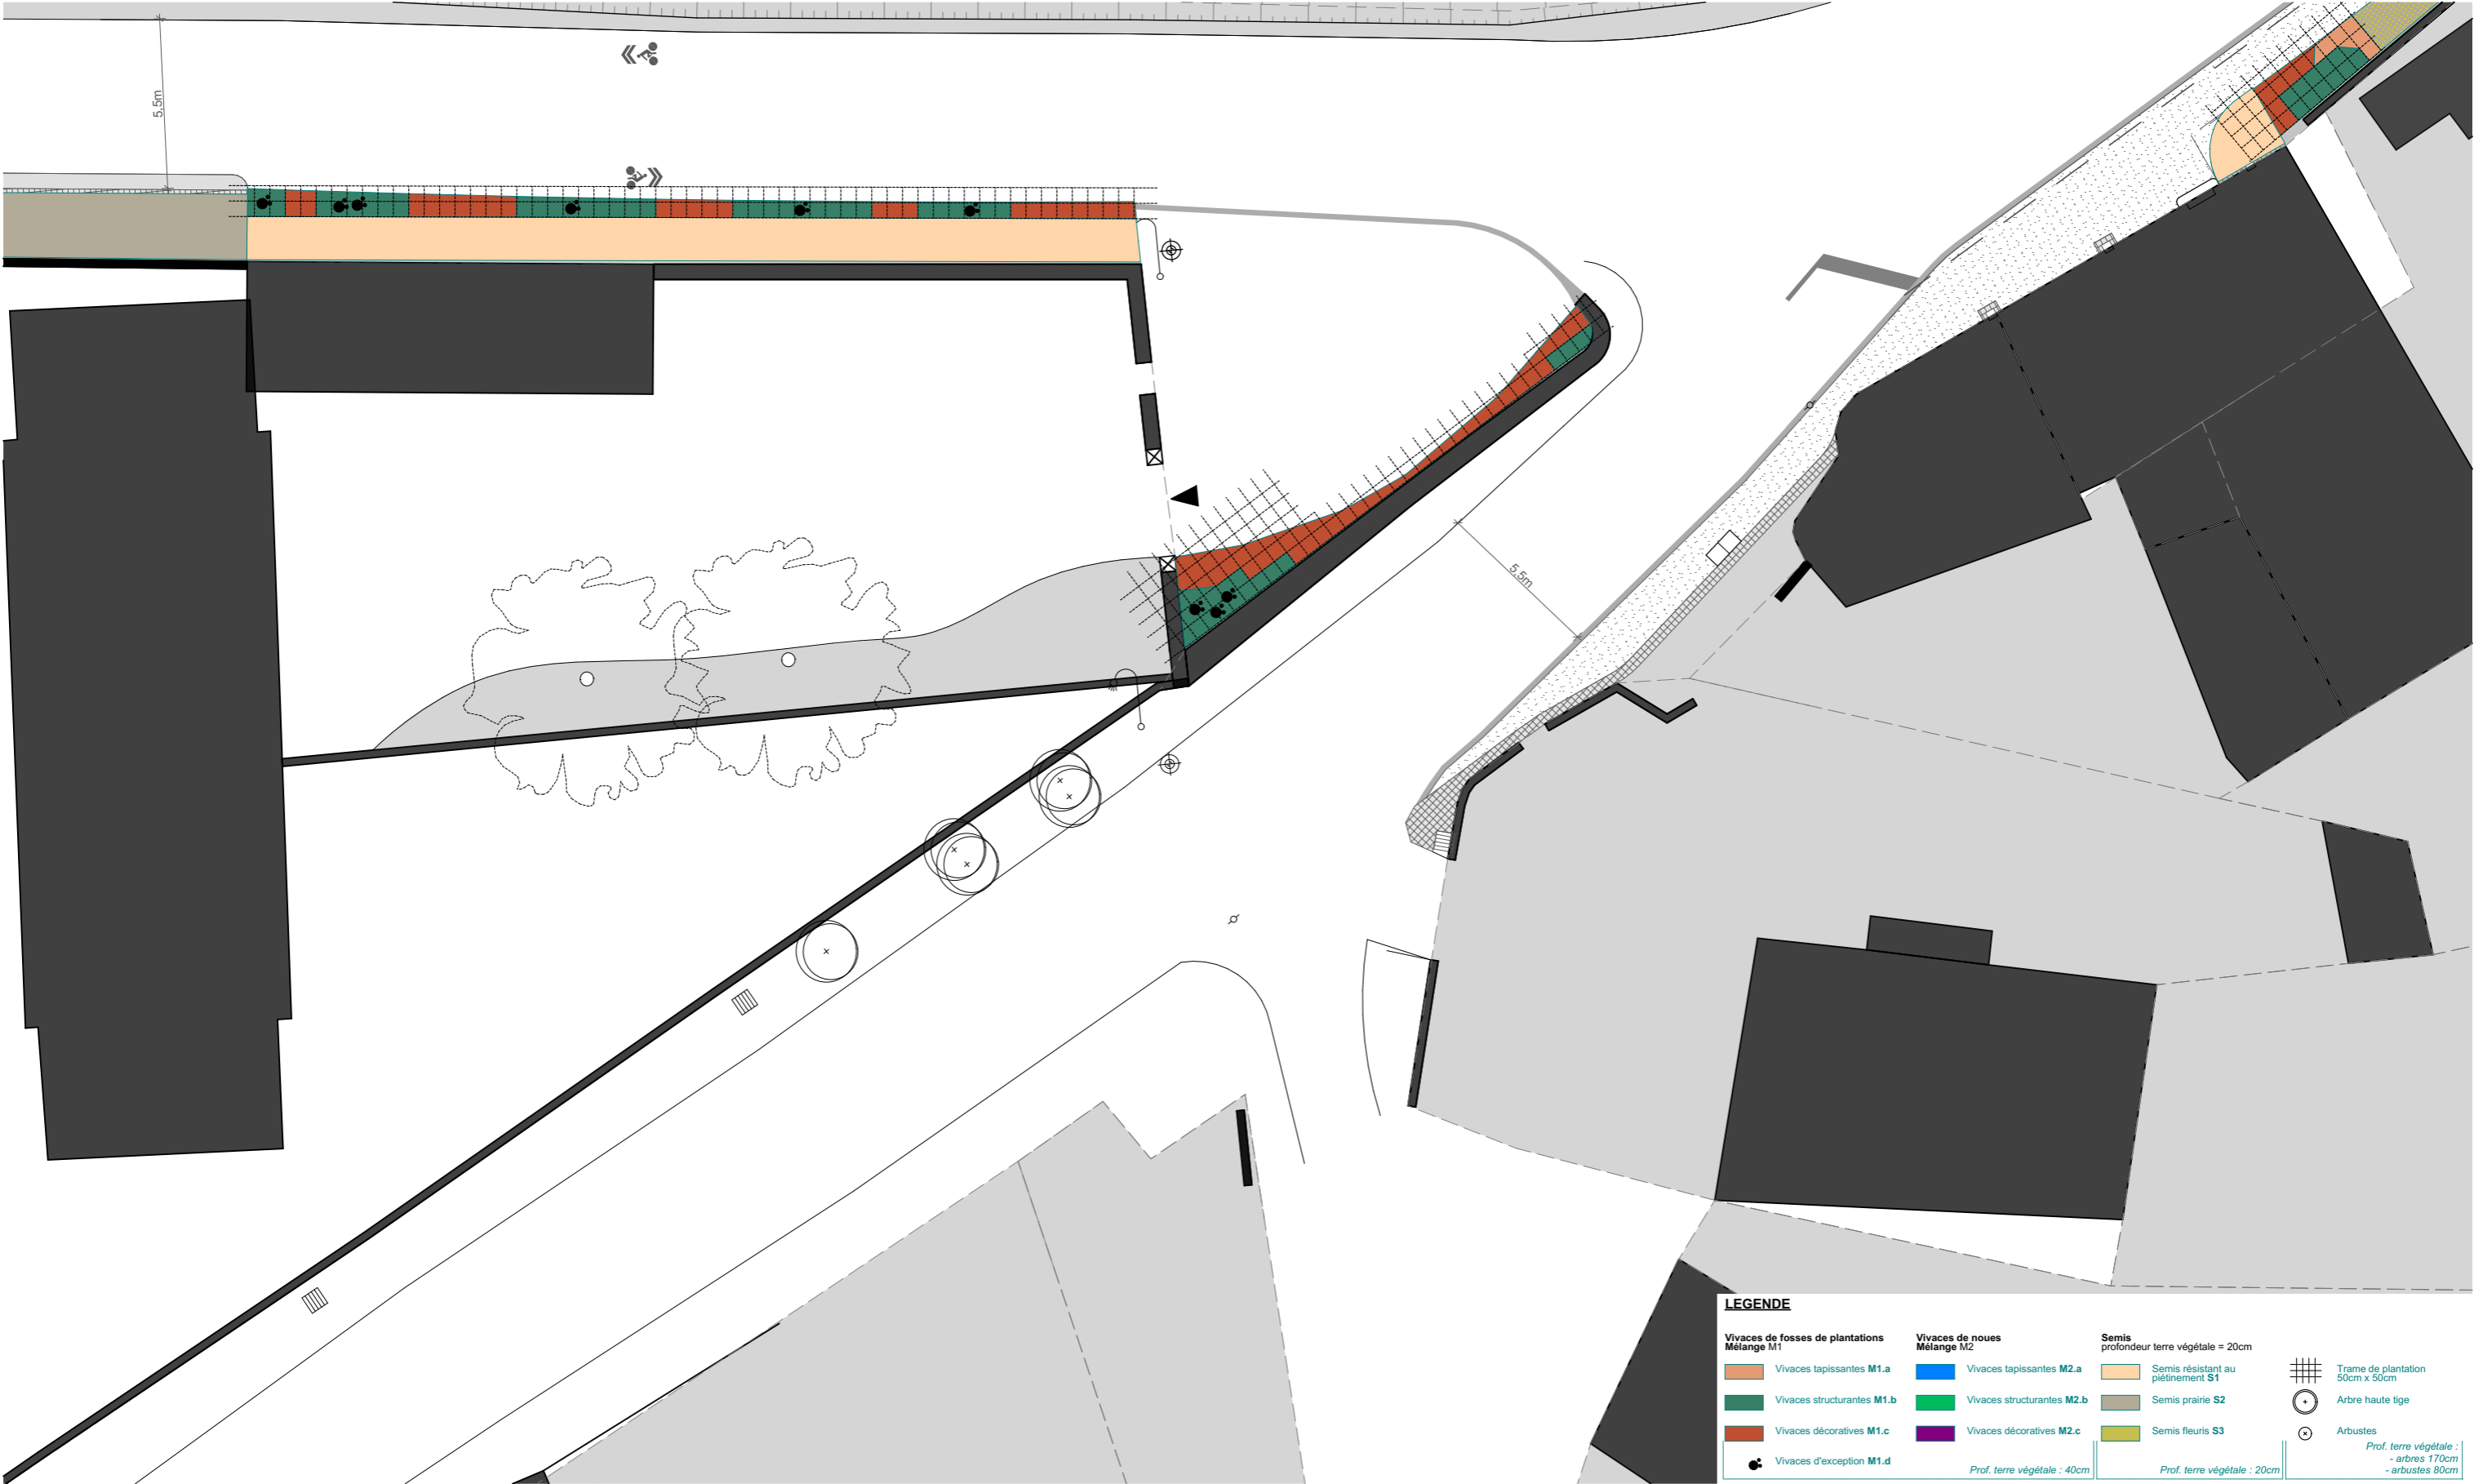 5.5m
5.5m
LEGENDE
Vivaces de fosses de plantations
Mélange M1
Vivaces tapissantes M1.a
Vivaces structurantes M1.b
Vivaces décoratives M1.c
Vivaces d'exception M1.d
Vivaces de noues
Mélange M2
Vivaces tapissantes M2.a
Vivaces structurantes M2.b
Vivaces décoratives M2.c
Prof. terre végétale : 40cm
Semis
profondeur terre végétale = 20cm
Semis résistant au
piétinement S1
Semis prairie S2
Semis fleuris S3
Prof. terre végétale : 20cm
Trame de plantation
50cm x 50cm
Arbre haute tige
Arbustes
Prof. terre végétale :
- arbres 170cm
- arbustes 80cm